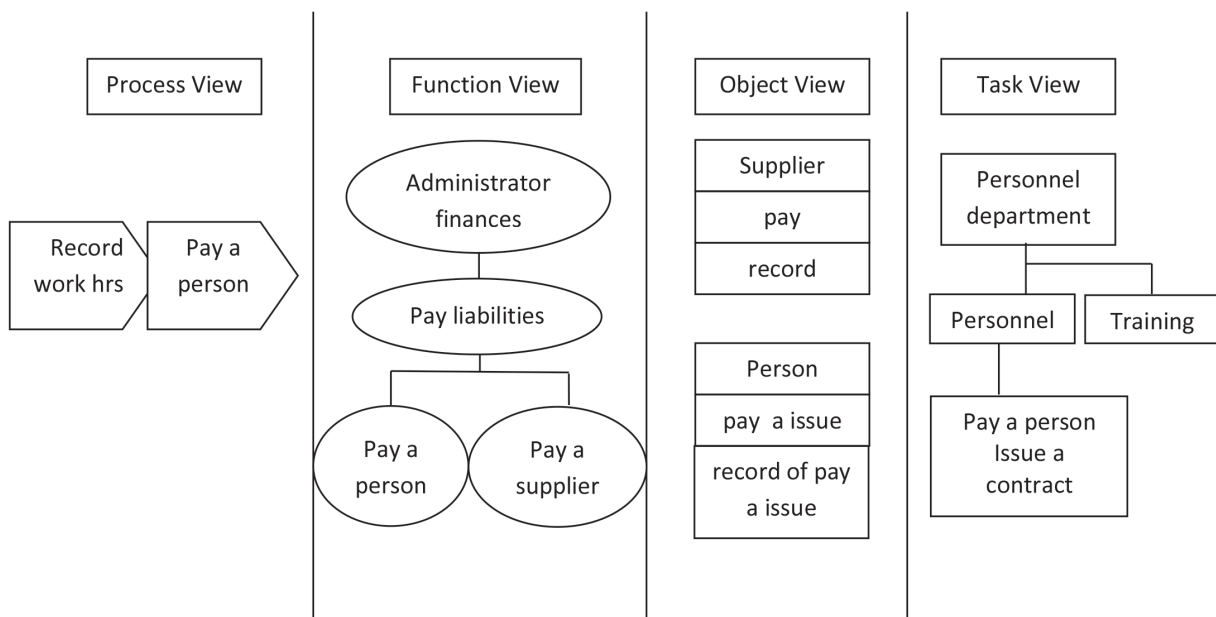 Process View
Record
work hrs
Pay a
person
Function View
Administrator
finances
Pay liabilities
Pay a
person
Pay a
supplier
Object View
Supplier
pay
record
Person
pay a issue
record of pay
a issue
Task View
Personnel
department
Personnel
Training
Pay a person
Issue a
contract